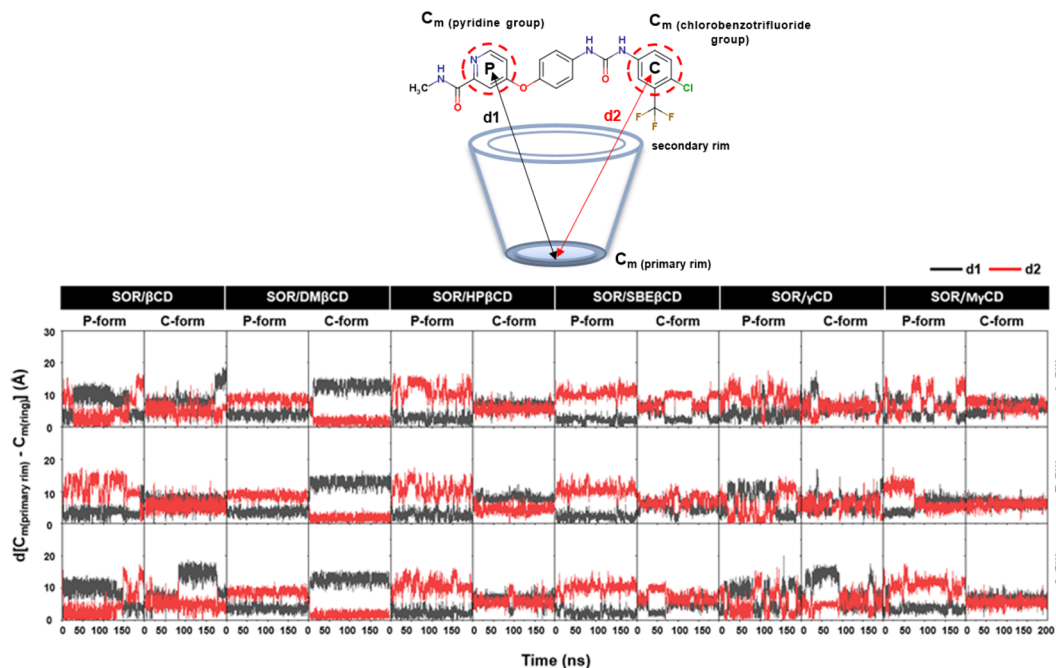 Cm (pyridine group)
Cm (chlorobenzotrifluoride group)
H
N
O
H
N
H
N
N
P
C
H3C
N
H
O
O
Cl
F
F
F
d1
d2
secondary rim
Cm (primary rim)
d1 d2
SOR/βCD SOR/DMβCD SOR/HPβCD SOR/SBEβCD SOR/γCD SOR/MγCD
P-form C-form P-form C-form P-form C-form P-form C-form P-form C-form P-form C-form
d[Cm(primary rim) - Cm(ring)] (Å)
30
20
10
0
20
10
0
20
10
0
0 50 100 150 0 50 100 150 0 50 100 150 0 50 100 150 0 50 100 150 0 50 100 150 0 50 100 150 0 50 100 150 0 50 100 150 0 50 100 150 0 50 100 150 0 50 100 150 200
Time (ns)